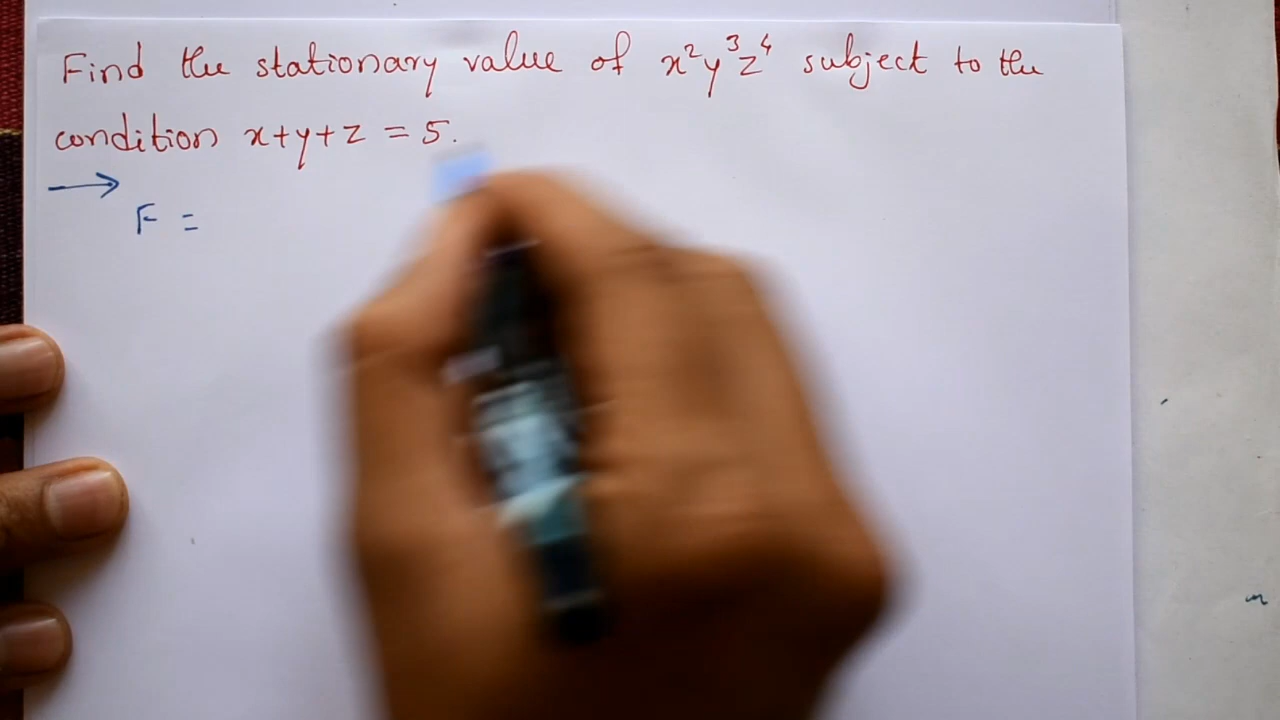 Find the stationary value of x²y³z⁴ subject to the
condition x+y+z = 5.
→
F =